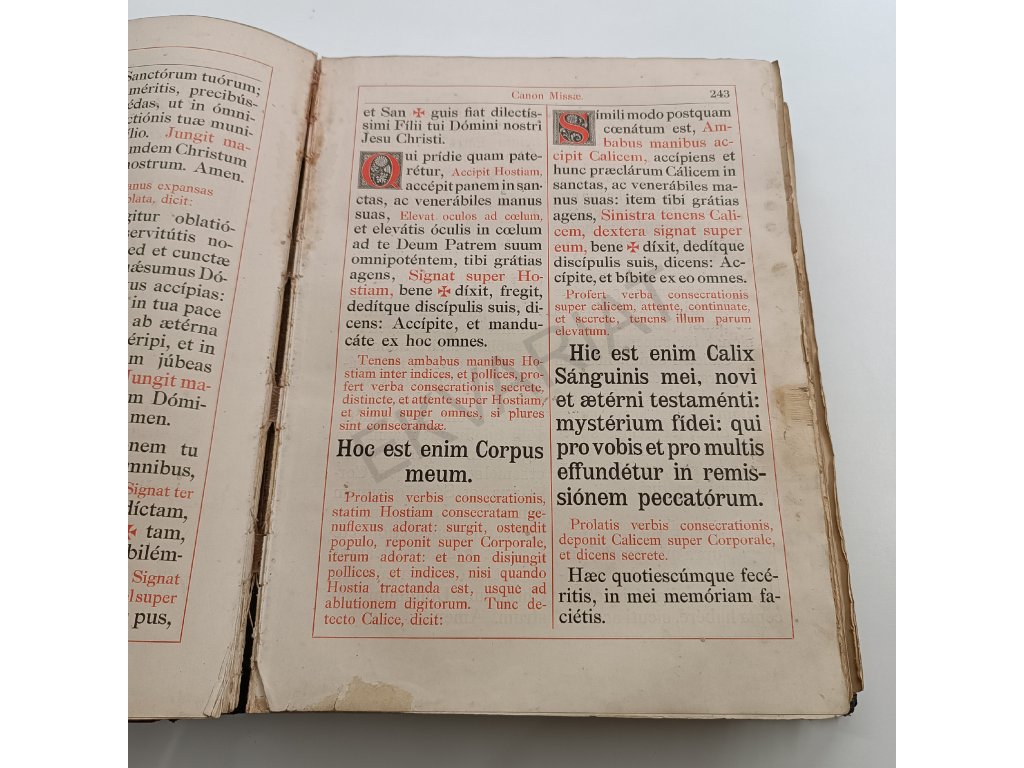 Sanctórum tuórum;
méritis, precibús-
édas, ut in ómni-
ctiónis tuæ muni-
Jungit ma-
mdem Christum
nostrum. Amen.
anus expansas
blata, dicit:
gitur oblatió-
servitútis no-
ed et cunctæ
uǽsumus Dó-
us accípias:
in tua pace
ab ætérna
éripi, et in
m júbeas
Jungit ma-
m Dómi-
men.
nem tu
mnibus,
Signat ter
díctam,
✠ tam,
bilém-
Signat
super
pus,
Canon Missæ. 243
et San ✠ guis fiat dilectís-
simi Fílii tui Dómini nostri
Jesu Christi.
Qui prídie quam pate-
rétur, Accipit Hostiam,
accépit panem in san-
ctas, ac venerábiles manus
suas, Elevat oculos ad cœlum,
et elevátis óculis in cœlum
ad te Deum Patrem suum
omnipoténtem, tibi grátias
agens, Signat super Ho-
stiam, bene ✠ díxit, fregit,
dedítque discípulis suis, di-
cens: Accípite, et mandu-
cáte ex hoc omnes.
Tenens ambabus manibus Ho-
stiam inter indices, et pollices, pro-
fert verba consecrationis secrete,
distincte, et attente super Hostiam,
et simul super omnes, si plures
sint consecrandæ.
Hoc est enim Corpus
meum.
Prolatis verbis consecrationis,
statim Hostiam consecratam ge-
nuflexus adorat: surgit, ostendit
populo, reponit super Corporale,
iterum adorat: et non disjungit
pollices, et indices, nisi quando
Hostia tractanda est, usque ad
ablutionem digitorum. Tunc de-
tecto Calice, dicit:
Símili modo postquam
cœnátum est, Am-
babus manibus ac-
cipit Calicem, accípiens et
hunc præclárum Cálicem in
sanctas, ac venerábiles ma-
nus suas: item tibi grátias
agens, Sinistra tenens Cali-
cem, dextera signat super
eum, bene ✠ díxit, dedítque
discípulis suis, dicens: Ac-
cípite, et bíbite ex eo omnes.
Profert verba consecrationis
super calicem, attente, continuate,
et secrete, tenens illum parum
elevatum.
Hic est enim Calix
Sánguinis mei, novi
et ætérni testaménti:
mystérium fídei: qui
pro vobis et pro multis
effundétur in remis-
siónem peccatórum.
Prolatis verbis consecrationis,
deponit Calicem super Corporale,
et dicens secrete.
Hæc quotiescúmque fecé-
ritis, in mei memóriam fa-
ciétis.